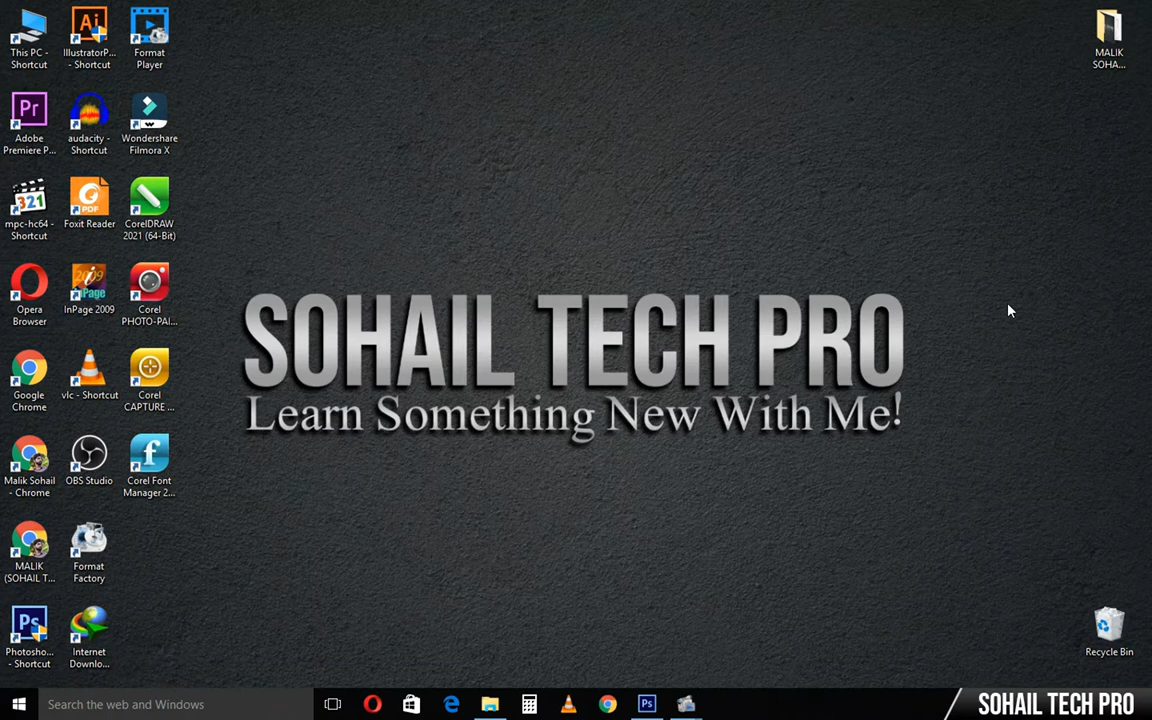 This PC -
Shortcut
IllustratorP...
- Shortcut
Format
Player
MALIK
SOHA...
Adobe
Premiere P...
audacity -
Shortcut
Wondershare
Filmora X
mpc-hc64 -
Shortcut
Foxit Reader
CorelDRAW
2021 (64-Bit)
Opera
Browser
InPage 2009
Corel
PHOTO-PAI...
SOHAIL TECH PRO
Learn Something New With Me!
Google
Chrome
vlc - Shortcut
Corel
CAPTURE ...
Malik Sohail
- Chrome
OBS Studio
Corel Font
Manager 2...
MALIK
(SOHAIL T...
Format
Factory
Photosho...
- Shortcut
Internet
Downlo...
Recycle Bin
Search the web and Windows
SOHAIL TECH PRO